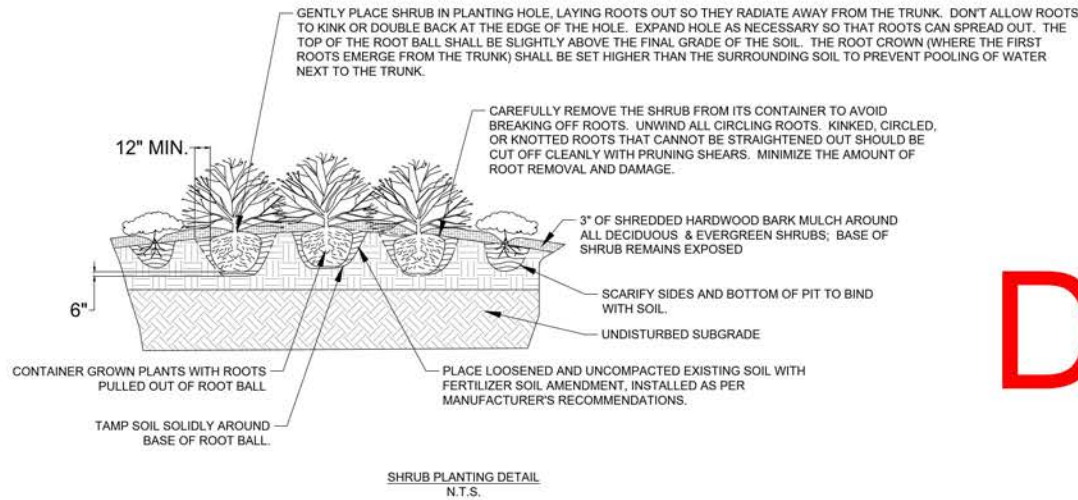 GENTLY PLACE SHRUB IN PLANTING HOLE, LAYING ROOTS OUT SO THEY RADIATE AWAY FROM THE TRUNK. DON'T ALLOW ROOTS
TO KINK OR DOUBLE BACK AT THE EDGE OF THE HOLE. EXPAND HOLE AS NECESSARY SO THAT ROOTS CAN SPREAD OUT. THE
TOP OF THE ROOT BALL SHALL BE SLIGHTLY ABOVE THE FINAL GRADE OF THE SOIL. THE ROOT CROWN (WHERE THE FIRST
ROOTS EMERGE FROM THE TRUNK) SHALL BE SET HIGHER THAN THE SURROUNDING SOIL TO PREVENT POOLING OF WATER
NEXT TO THE TRUNK.
CAREFULLY REMOVE THE SHRUB FROM ITS CONTAINER TO AVOID
BREAKING OFF ROOTS. UNWIND ALL CIRCLING ROOTS. KINKED, CIRCLED,
OR KNOTTED ROOTS THAT CANNOT BE STRAIGHTENED OUT SHOULD BE
CUT OFF CLEANLY WITH PRUNING SHEARS. MINIMIZE THE AMOUNT OF
ROOT REMOVAL AND DAMAGE.
12" MIN.
3" OF SHREDDED HARDWOOD BARK MULCH AROUND
ALL DECIDUOUS & EVERGREEN SHRUBS; BASE OF
SHRUB REMAINS EXPOSED
6"
SCARIFY SIDES AND BOTTOM OF PIT TO BIND
WITH SOIL.
UNDISTURBED SUBGRADE
D
CONTAINER GROWN PLANTS WITH ROOTS
PULLED OUT OF ROOT BALL
PLACE LOOSENED AND UNCOMPACTED EXISTING SOIL WITH
FERTILIZER SOIL AMENDMENT, INSTALLED AS PER
MANUFACTURER'S RECOMMENDATIONS.
TAMP SOIL SOLIDLY AROUND
BASE OF ROOT BALL.
SHRUB PLANTING DETAIL
N.T.S.